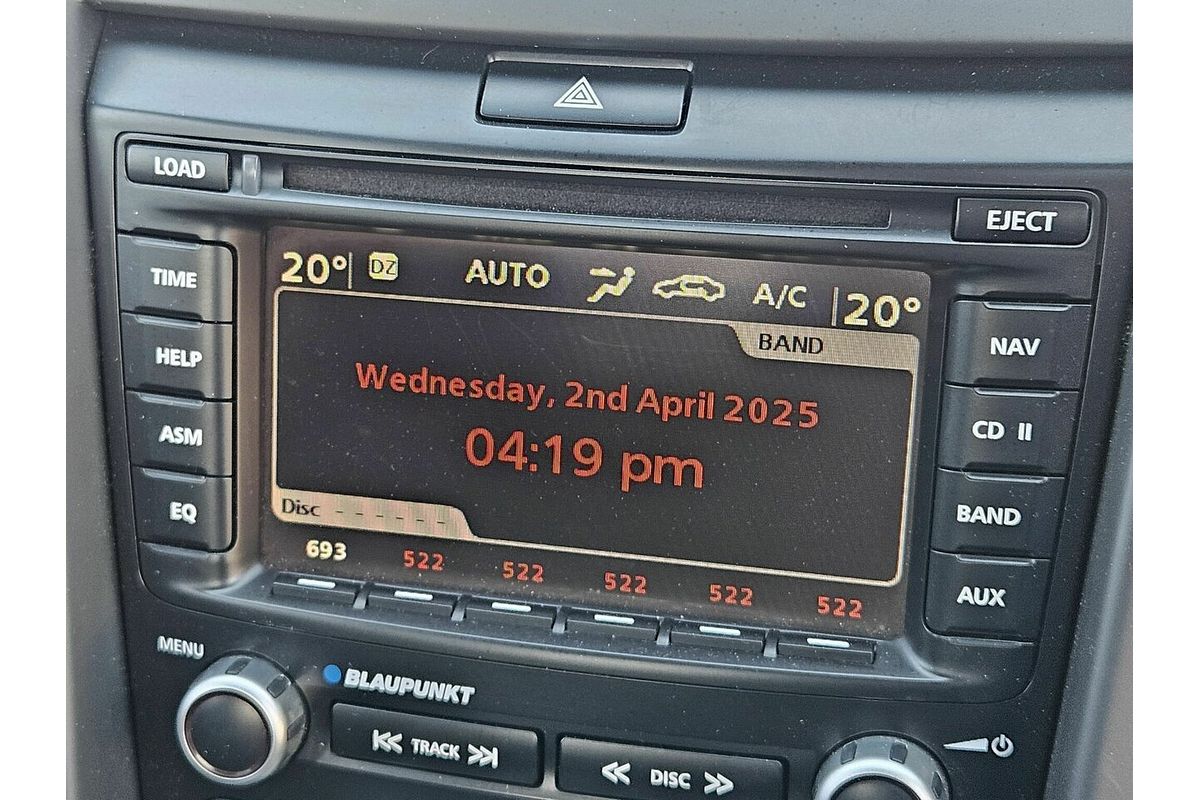 LOAD
EJECT
20° DZ AUTO A/C 20°
TIME
BAND
NAV
HELP
Wednesday, 2nd April 2025
CD II
04:19 pm
ASM
BAND
EQ
Disc - - - - - -
AUX
693 522 522 522 522 522
MENU
BLAUPUNKT
TRACK
DISC